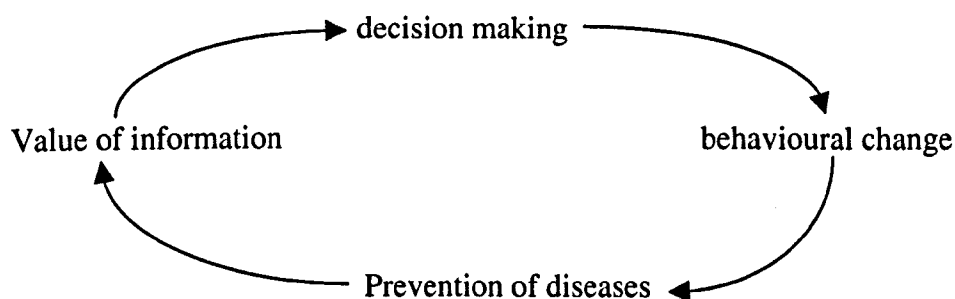 decision making
Value of information
behavioural change
Prevention of diseases